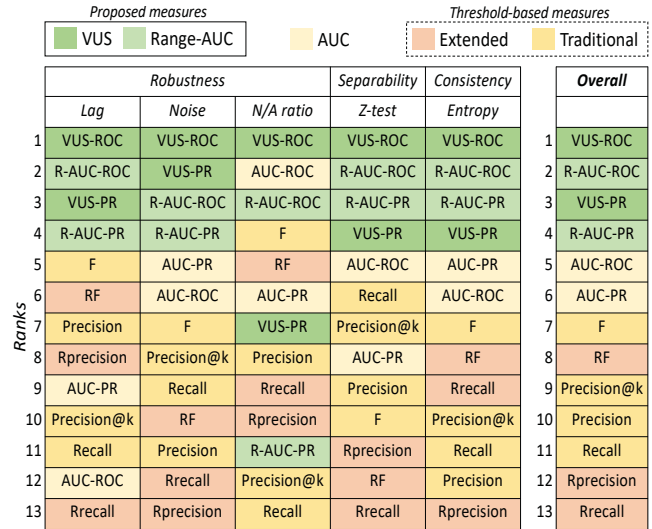 Proposed measures Threshold-based measures
VUS Range-AUC AUC Extended Traditional
Robustness Separability Consistency Overall
Lag Noise N/A ratio Z-test Entropy
1 VUS-ROC VUS-ROC VUS-ROC VUS-ROC VUS-ROC 1 VUS-ROC
2 R-AUC-ROC VUS-PR AUC-ROC R-AUC-ROC R-AUC-ROC 2 R-AUC-ROC
3 VUS-PR R-AUC-ROC R-AUC-ROC R-AUC-PR R-AUC-PR 3 VUS-PR
4 R-AUC-PR R-AUC-PR F VUS-PR VUS-PR 4 R-AUC-PR
5 F AUC-PR RF AUC-ROC AUC-PR 5 AUC-ROC
6 RF AUC-ROC AUC-PR Recall AUC-ROC 6 AUC-PR
7 Precision F VUS-PR Precision@k F 7 F
8 Rprecision Precision@k Precision AUC-PR RF 8 RF
9 AUC-PR Recall Rrecall Precision Rrecall 9 Precision@k
10 Precision@k RF Rprecision F Precision@k 10 Precision
11 Recall Precision R-AUC-PR Rprecision Recall 11 Recall
12 AUC-ROC Rrecall Precision@k RF Precision 12 Rprecision
13 Rrecall Rprecision Recall Rrecall Rprecision 13 Rrecall
Ranks